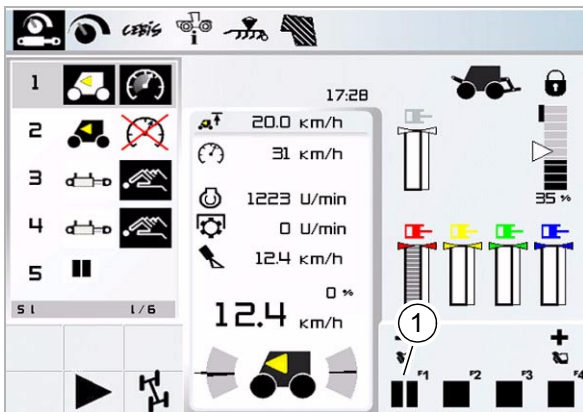 CEBIS
i
1
2
3
4
5
51
1/6
17:28
20.0 km/h
31 km/h
1223 U/min
0 U/min
12.4 km/h
0 %
12.4 km/h
35 %
1
F1
F2
F3
F4